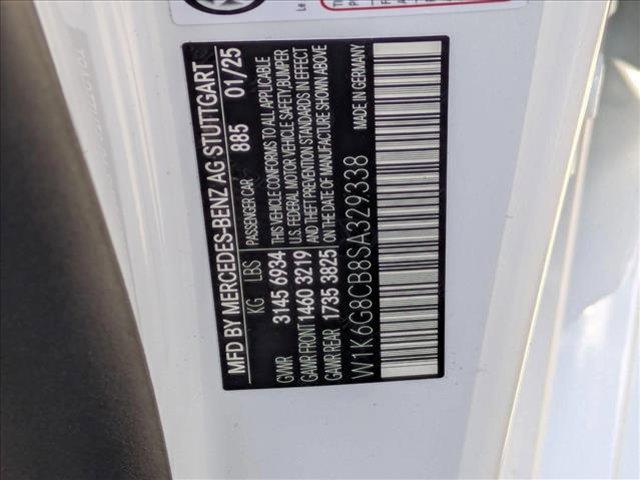 MFD BY MERCEDES-BENZ AG STUTTGART
KG LBS PASSENGER CAR 885 01/25
GVWR 3145 6934 THIS VEHICLE CONFORMS TO ALL APPLICABLE
U.S. FEDERAL MOTOR VEHICLE SAFETY,BUMPER
GAWR FRONT 1460 3219 AND THEFT PREVENTION STANDARDS IN EFFECT
GAWR REAR 1735 3825 ON THE DATE OF MANUFACTURE SHOWN ABOVE
W1K6G8CB8SA329338 MADE IN GERMANY